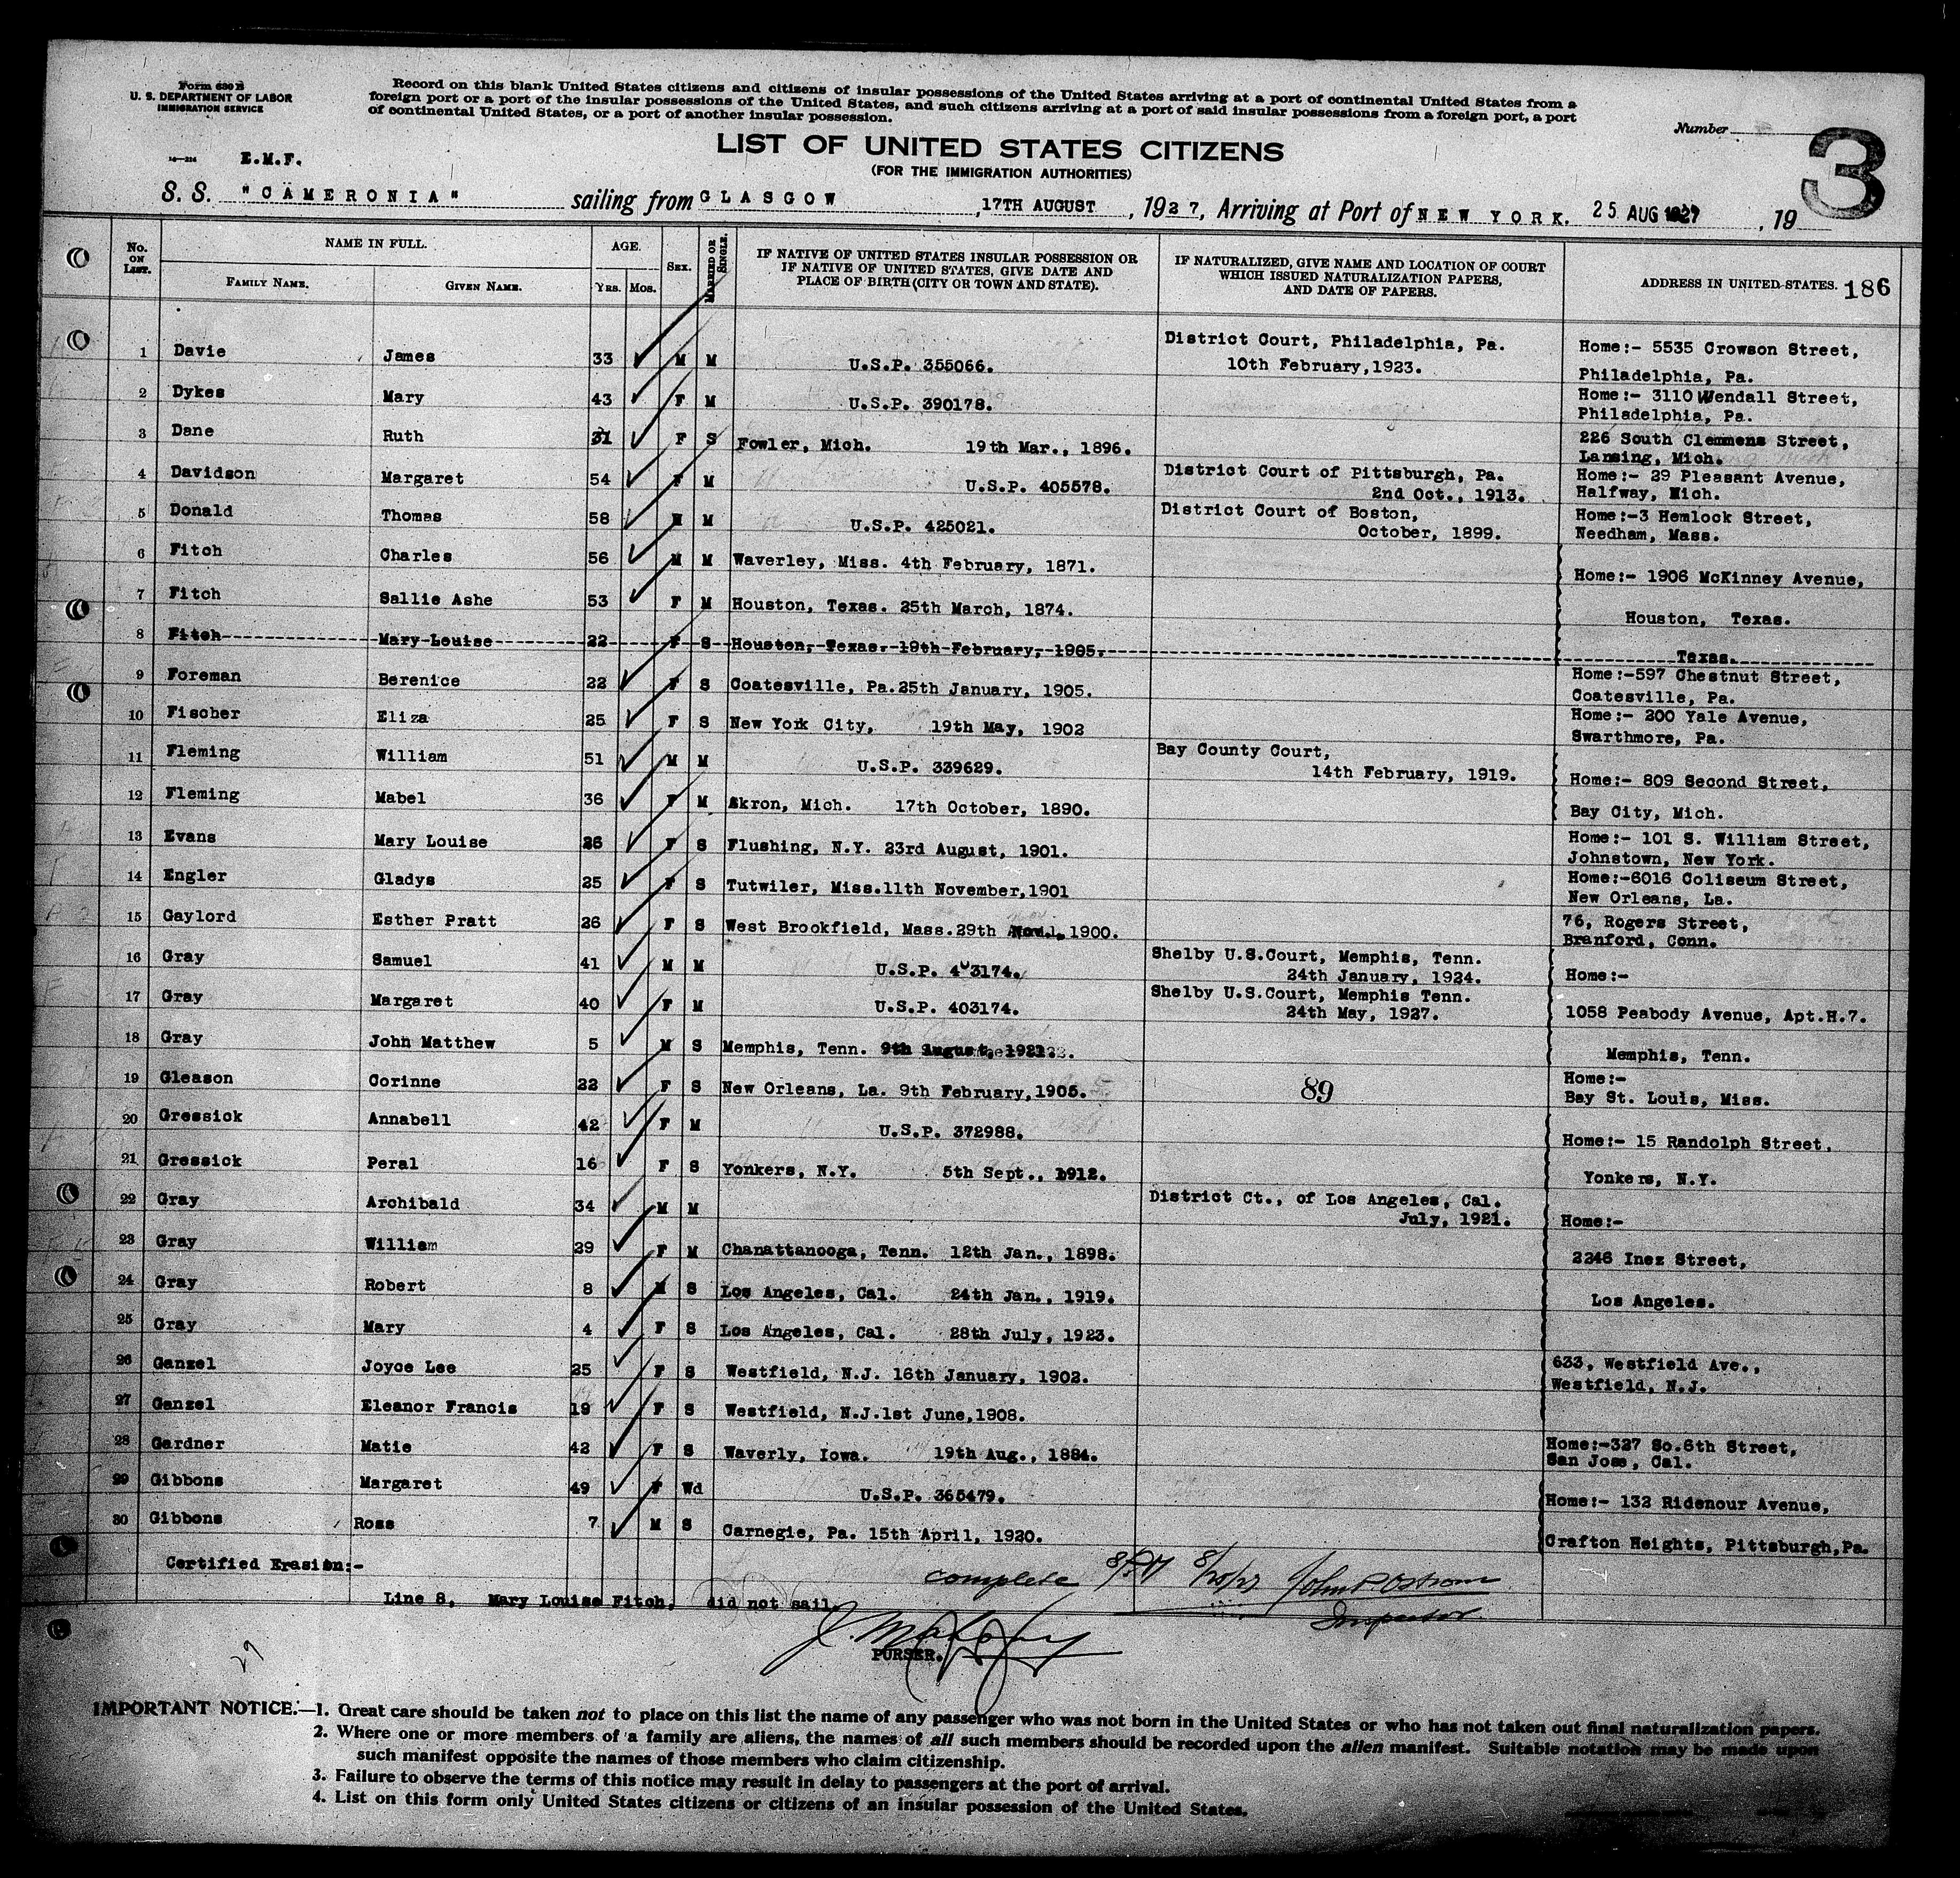 Form 630 B
U. S. DEPARTMENT OF LABOR
IMMIGRATION SERVICE
Record on this blank United States citizens and citizens of insular possessions of the United States arriving at a port of continental United States from a
foreign port or a port of the insular possessions of the United States, and such citizens arriving at a port of said insular possessions from a foreign port, a port
of continental United States, or a port of another insular possession.
Number
3
LIST OF UNITED STATES CITIZENS
(FOR THE IMMIGRATION AUTHORITIES)
14—214
E.M.F.
S. S. "CAMERONIA" sailing from GLASGOW, 17TH AUGUST, 1927, Arriving at Port of NEW YORK. 25 AUG 1927, 19
No. ON LIST. NAME IN FULL. FAMILY NAME. GIVEN NAME. AGE. YRS. MOS. SEX. MARRIED OR SINGLE. IF NATIVE OF UNITED STATES INSULAR POSSESSION OR IF NATIVE OF UNITED STATES, GIVE DATE AND PLACE OF BIRTH (CITY OR TOWN AND STATE). IF NATURALIZED, GIVE NAME AND LOCATION OF COURT WHICH ISSUED NATURALIZATION PAPERS, AND DATE OF PAPERS. ADDRESS IN UNITED STATES. 186
1 Davie James 33 M M U.S.P. 355066. District Court, Philadelphia, Pa. 10th February,1923. Home:- 5535 Crowson Street, Philadelphia, Pa.
2 Dykes Mary 43 F M U.S.P. 390178. Home:- 3110 Wendall Street, Philadelphia, Pa.
3 Dane Ruth 31 F S Fowler, Mich. 19th Mar., 1896. 226 South Clemmens Street, Lansing, Mich.
4 Davidson Margaret 54 F M U.S.P. 405578. District Court of Pittsburgh, Pa. 2nd Oct., 1913. Home:- 29 Pleasant Avenue, Halfway, Mich.
5 Donald Thomas 58 M M U.S.P. 425021. District Court of Boston, October, 1899. Home:-3 Hemlock Street, Needham, Mass.
6 Fitch Charles 56 M M Waverley, Miss. 4th February, 1871. Home:- 1906 McKinney Avenue,
7 Fitch Sallie Ashe 53 F M Houston, Texas. 25th March, 1874. Houston, Texas.
8 Fitch Mary Louise 22 F S Houston, Texas. 19th February, 1905. Texas.
9 Foreman Berenice 22 F S Coatesville, Pa.25th January, 1905. Home:-597 Chestnut Street, Coatesville, Pa.
10 Fischer Eliza 25 F S New York City, 19th May, 1902 Home:- 200 Yale Avenue, Swarthmore, Pa.
11 Fleming William 51 M M U.S.P. 339629. Bay County Court, 14th February, 1919. Home:- 809 Second Street,
12 Fleming Mabel 36 F M Akron, Mich. 17th October, 1890. Bay City, Mich.
13 Evans Mary Louise 26 F S Flushing, N.Y. 23rd August, 1901. Home:- 101 S. William Street, Johnstown, New York.
14 Engler Gladys 25 F S Tutwiler, Miss.11th November,1901 Home:-6016 Coliseum Street, New Orleans, La.
15 Gaylord Esther Pratt 26 F S West Brookfield, Mass.29th Nov., 1900. 76, Rogers Street, Branford, Conn.
16 Gray Samuel 41 M M U.S.P. 403174. Shelby U.S.Court, Memphis, Tenn. 24th January, 1924. Home:-
17 Gray Margaret 40 F M U.S.P. 403174. Shelby U.S.Court, Memphis Tenn. 24th May, 1927. 1058 Peabody Avenue, Apt.H.7.
18 Gray John Matthew 5 M S Memphis, Tenn. 9th August, Memphis, Tenn.
19 Gleason Corinne 22 F S New Orleans, La. 9th February,1905. 89 Home:- Bay St. Louis, Miss.
20 Gressick Annabell 42 F M U.S.P. 372988. Home:- 15 Randolph Street,
21 Gressick Peral 16 F S Yonkers, N.Y. 5th Sept., 1912. Yonkers, N.Y.
22 Gray Archibald 34 M M District Ct., of Los Angeles, Cal. July, 1921. Home:-
23 Gray William 29 F M Chanattanooga, Tenn. 12th Jan., 1898. 2246 Inez Street,
24 Gray Robert 8 M S Los Angeles, Cal. 24th Jan., 1919. Los Angeles.
25 Gray Mary 4 F S Los Angeles, Cal. 28th July, 1923.
26 Ganzel Joyce Lee 25 F S Westfield, N.J. 16th January, 1902. 633, Westfield Ave., Westfield, N.J.
27 Ganzel Eleanor Francis 19 F S Westfield, N.J.1st June,1908.
28 Gardner Matie 42 F S Waverly, Iowa. 19th Aug., 1884. Home:-327 So.6th Street, San Jose, Cal.
29 Gibbons Margaret 49 F Wd U.S.P. 365479. Home:- 132 Ridenour Avenue,
30 Gibbons Ross 7 M S Carnegie, Pa. 15th April, 1920. Crafton Heights, Pittsburgh,Pa.
Certified Erasion:-
complete John P. Ostrom
Line 8, Mary Louise Fitch, did not sail.
Inspector
PURSER.
29
IMPORTANT NOTICE.—1. Great care should be taken not to place on this list the name of any passenger who was not born in the United States or who has not taken out final naturalization papers.
2. Where one or more members of a family are aliens, the names of all such members should be recorded upon the alien manifest. Suitable notation may be made upon
such manifest opposite the names of those members who claim citizenship.
3. Failure to observe the terms of this notice may result in delay to passengers at the port of arrival.
4. List on this form only United States citizens or citizens of an insular possession of the United States.